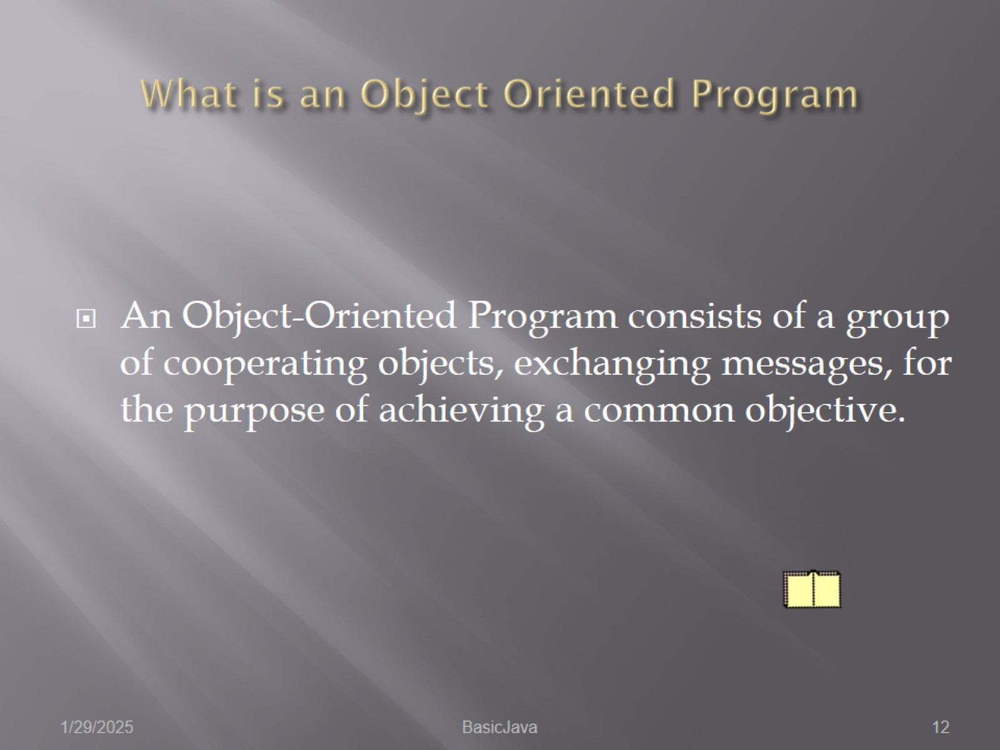 What is an Object Oriented Program
An Object-Oriented Program consists of a group
of cooperating objects, exchanging messages, for
the purpose of achieving a common objective.
1/29/2025
BasicJava
12